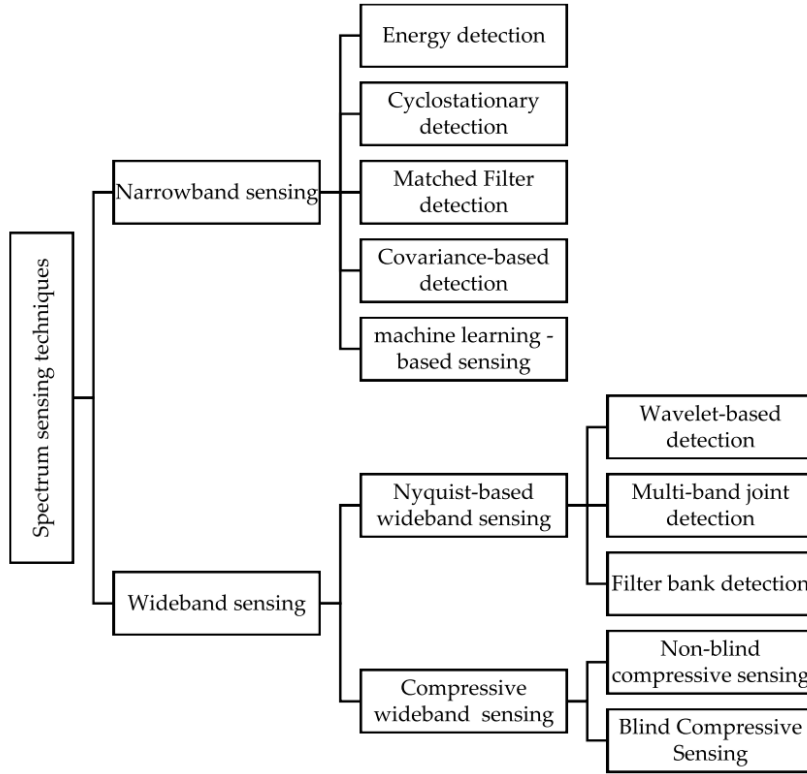 Spectrum sensing techniques
Narrowband sensing
Energy detection
Cyclostationary
detection
Matched Filter
detection
Covariance-based
detection
machine learning -
based sensing
Wideband sensing
Nyquist-based
wideband sensing
Wavelet-based
detection
Multi-band joint
detection
Filter bank detection
Compressive
wideband  sensing
Non-blind
compressive sensing
Blind Compressive
Sensing